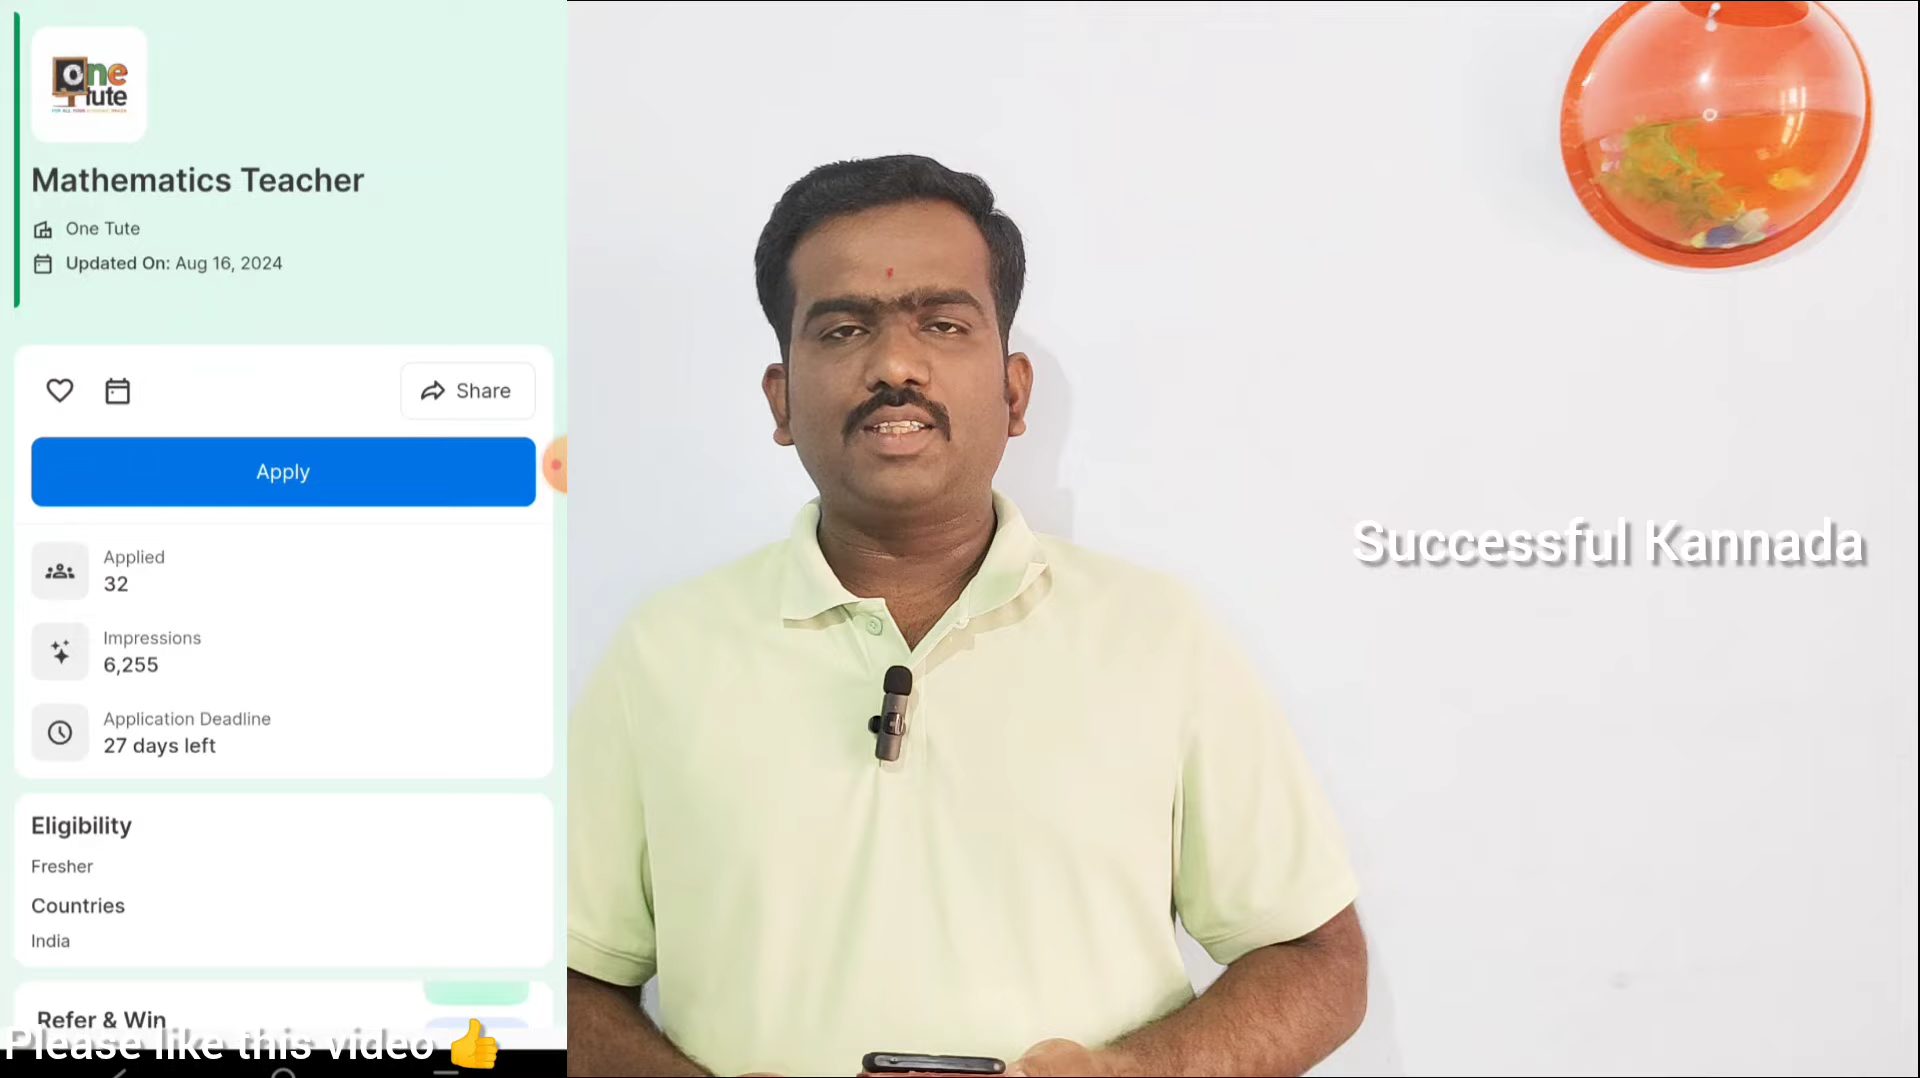 One
Tute
Mathematics Teacher
One Tute
Updated On: Aug 16, 2024
Share
Apply
Applied
32
Impressions
6,255
Application Deadline
27 days left
Eligibility
Fresher
Countries
India
Refer & Win
Please like this video 👍
Successful Kannada